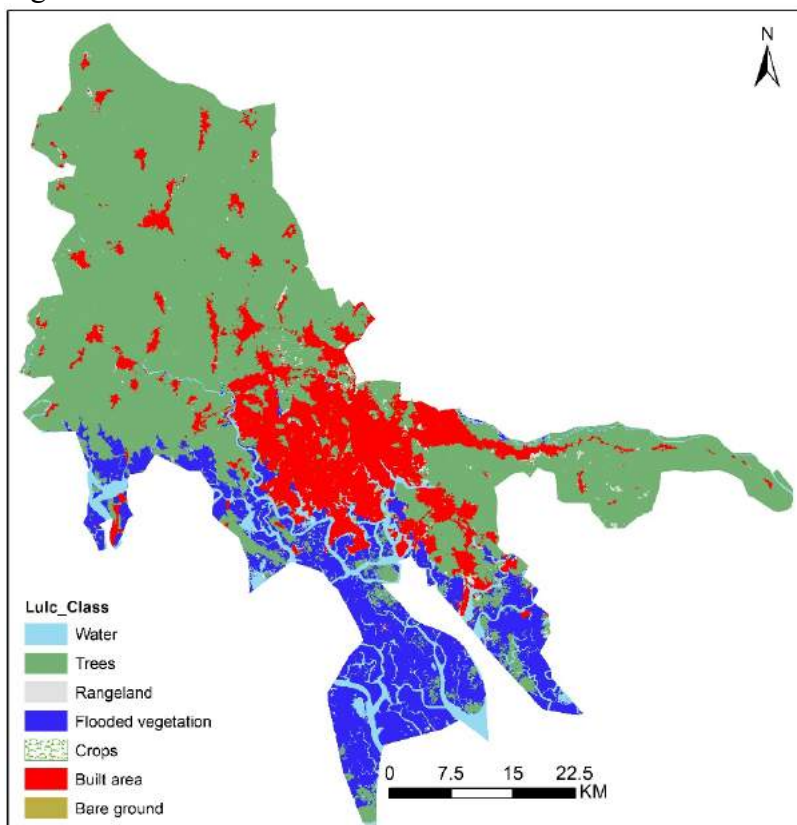 N
Lulc_Class
Water
Trees
Rangeland
Flooded vegetation
Crops
Built area
Bare ground
0 7.5 15 22.5
KM